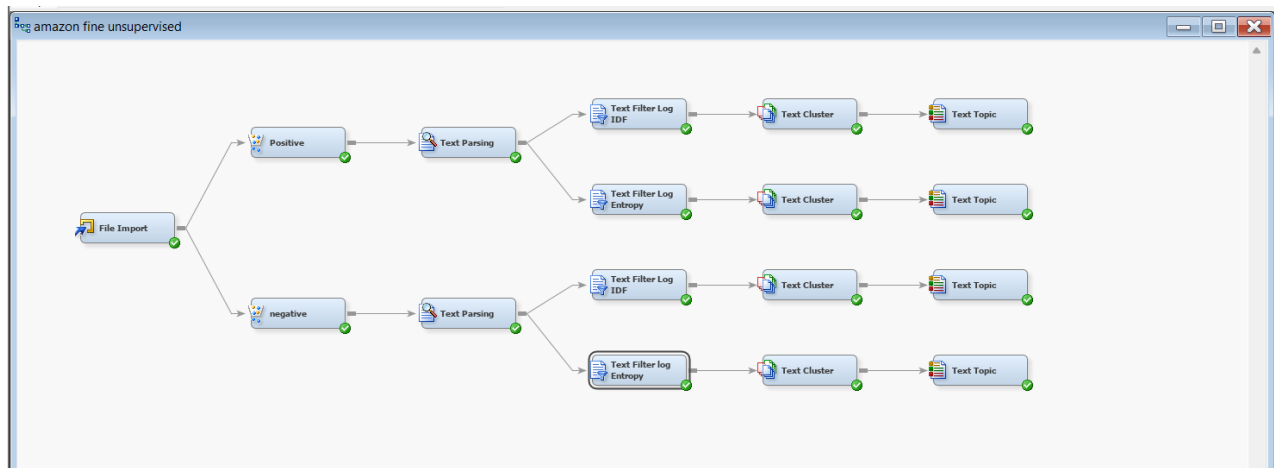 amazon fine unsupervised
Text Filter Log
IDF
Text Cluster
Text Topic
Positive
Text Parsing
Text Filter Log
Entropy
Text Cluster
Text Topic
File Import
Text Filter Log
IDF
Text Cluster
Text Topic
negative
Text Parsing
Text Filter log
Entropy
Text Cluster
Text Topic